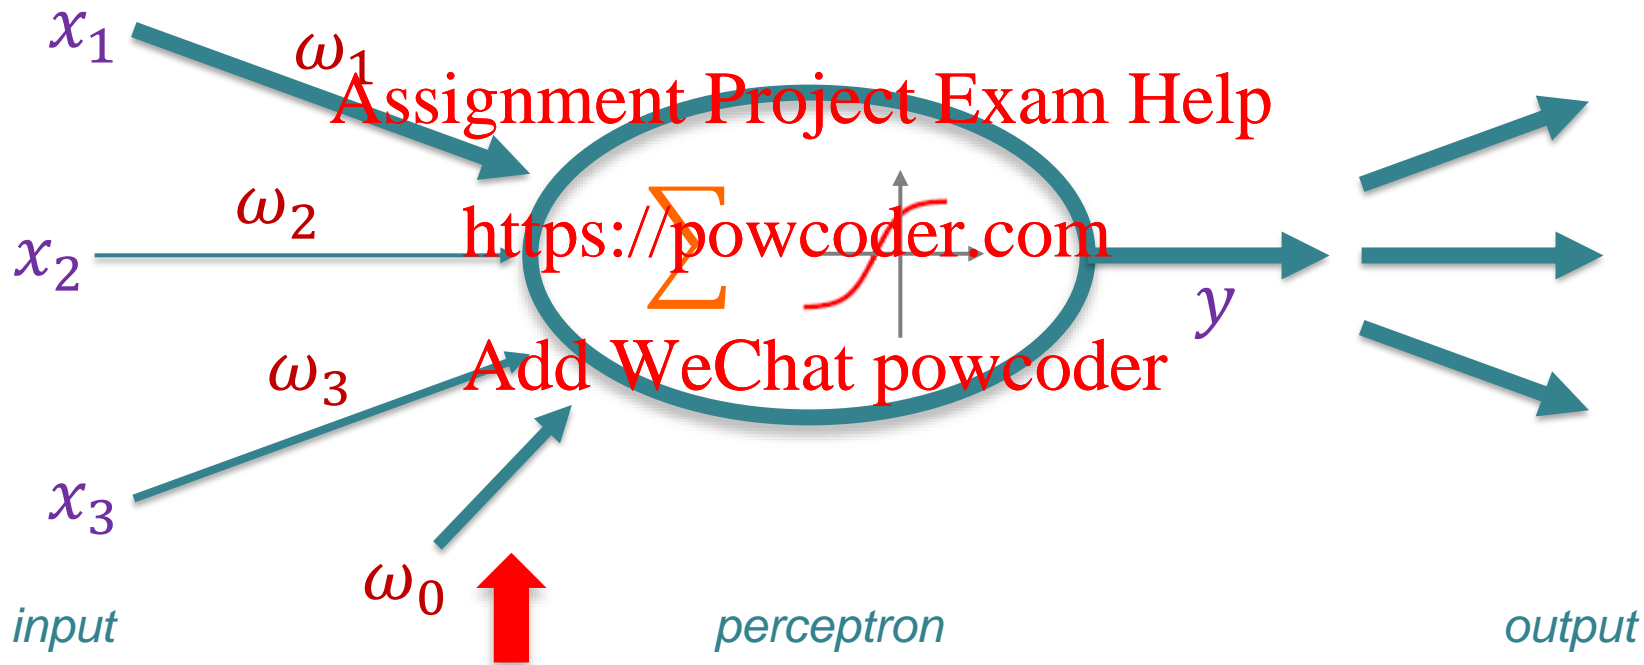 x₁
ω₁
Assignment Project Exam Help
ω₂
∑
https://powcoder.com
x₂
y
ω₃
Add WeChat powcoder
x₃
ω₀
input
perceptron
output